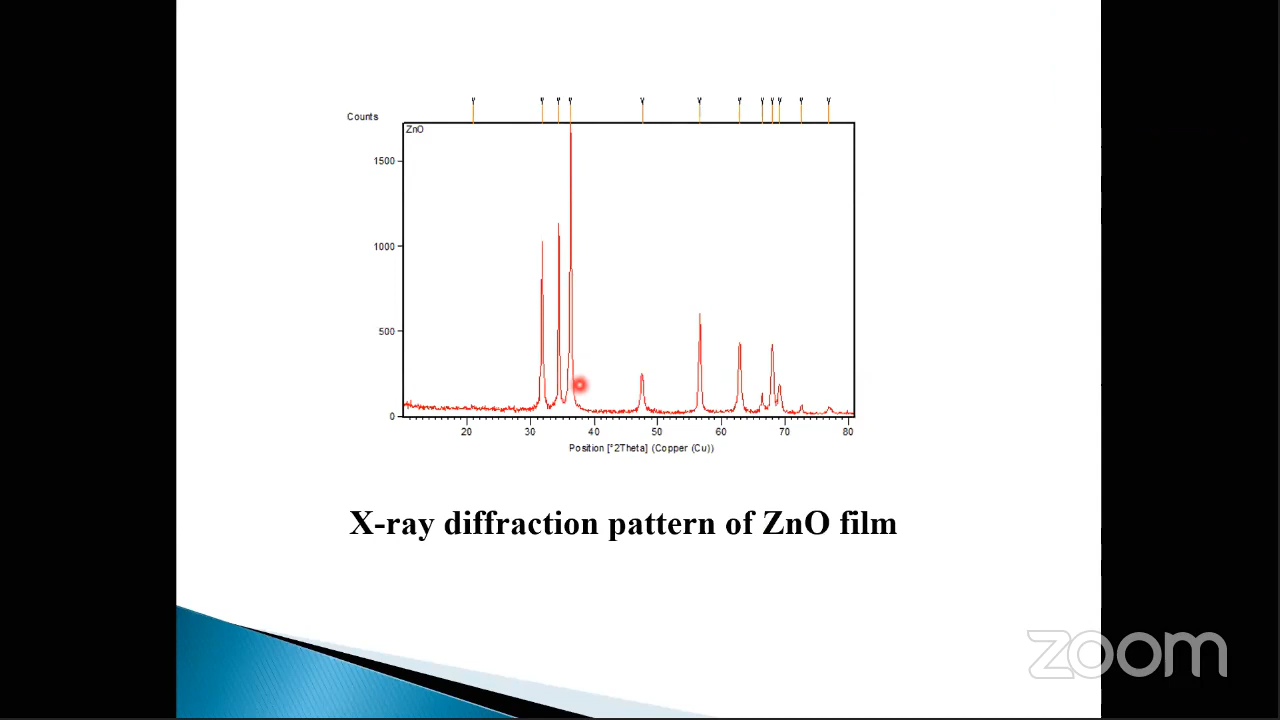 Counts
ZnO
1500
1000
500
0
20 30 40 50 60 70 80
Position [°2Theta] (Copper (Cu))
X-ray diffraction pattern of ZnO film
zoom